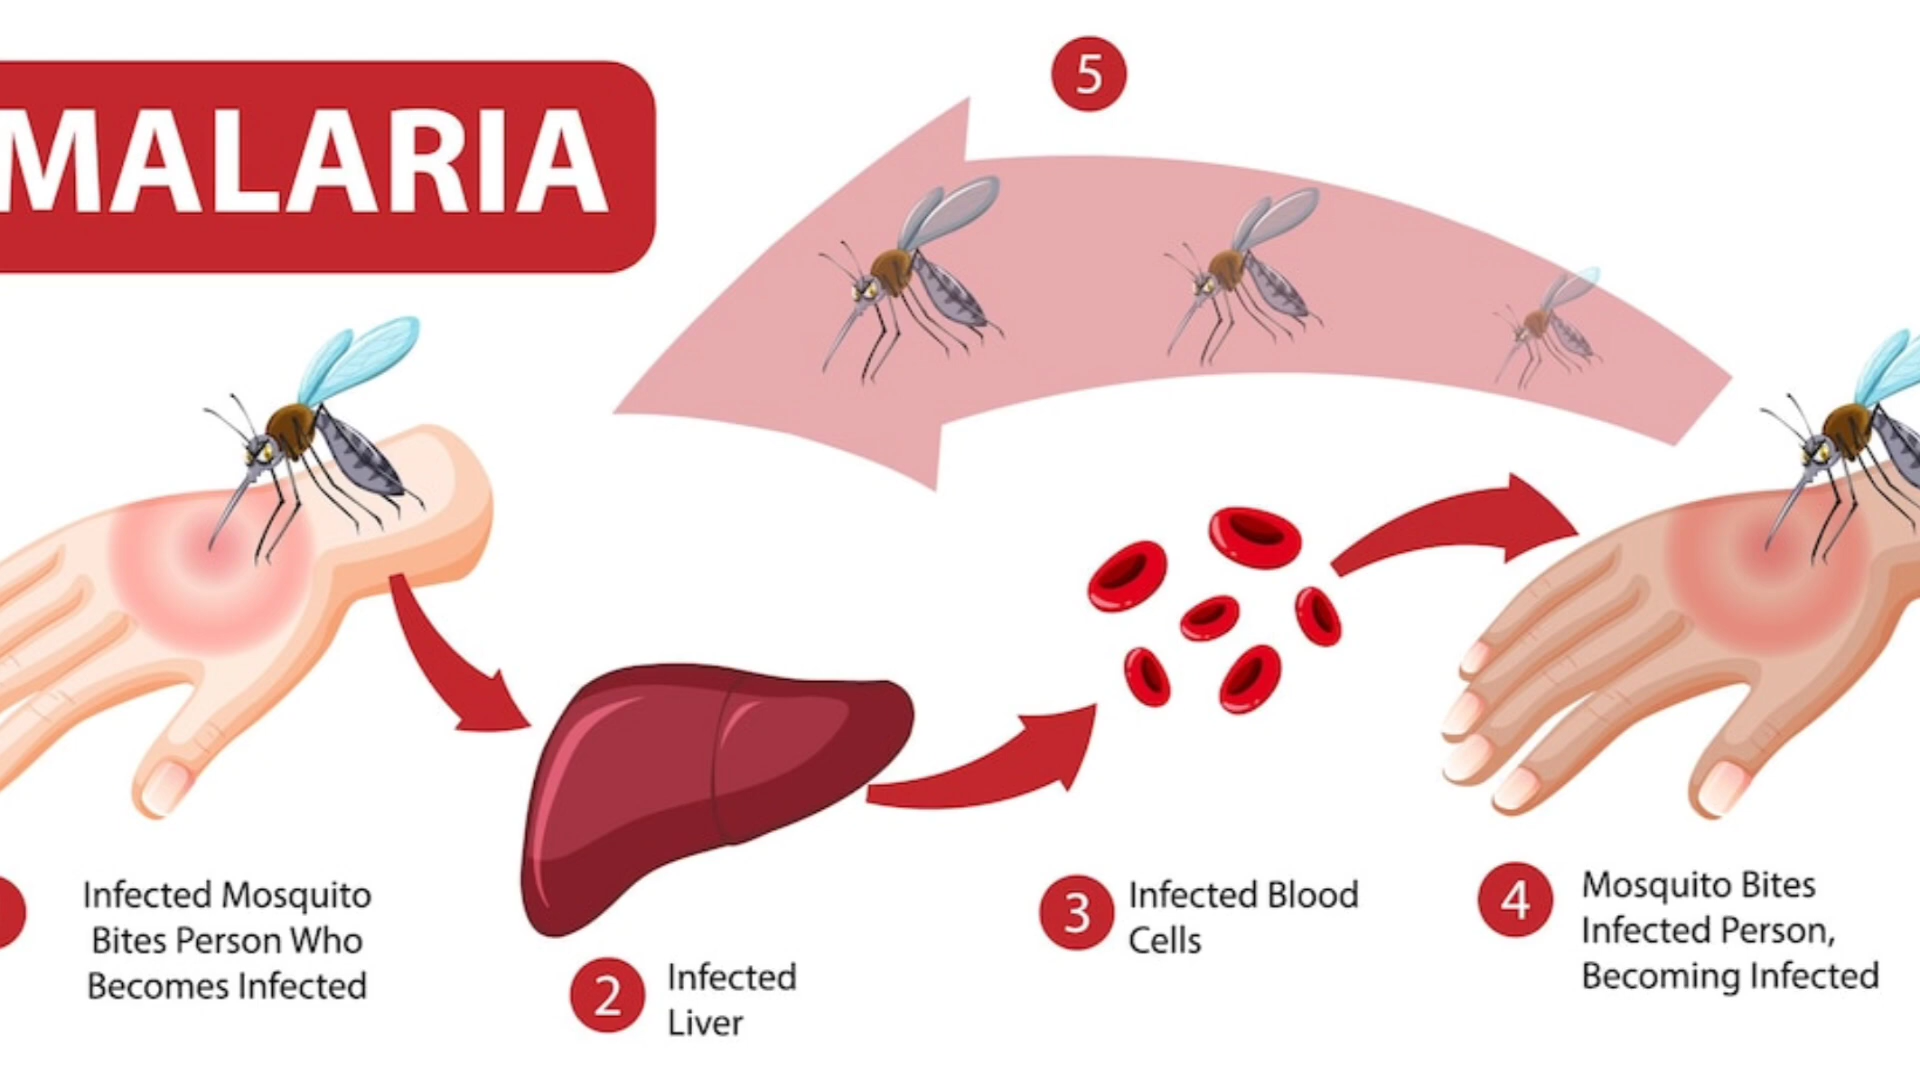 MALARIA
5
Infected Mosquito
Bites Person Who
Becomes Infected
2
Infected
Liver
3
Infected Blood
Cells
4
Mosquito Bites
Infected Person,
Becoming Infected